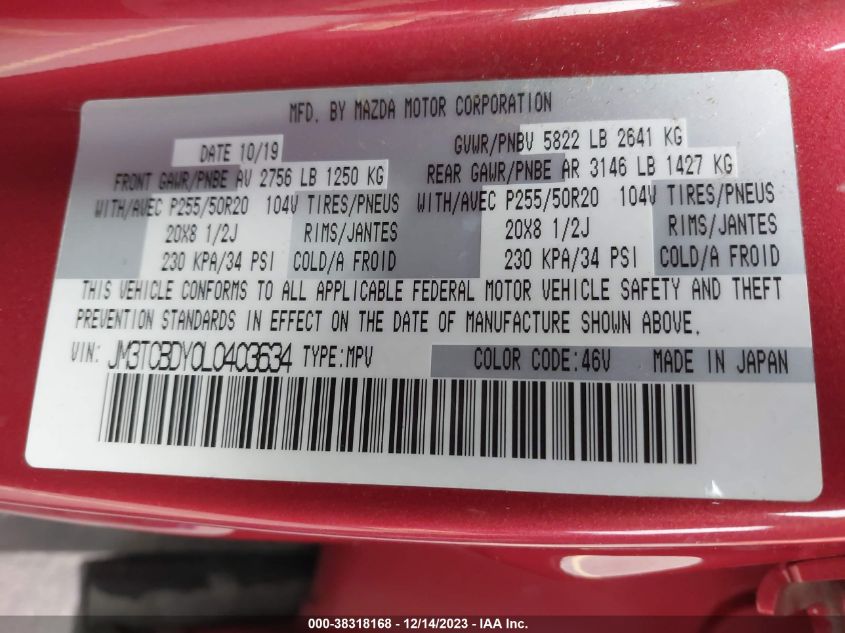 MFD. BY MAZDA MOTOR CORPORATION
DATE 10/19 GVWR/PNBV 5822 LB 2641 KG
FRONT GAWR/PNBE AV 2756 LB 1250 KG REAR GAWR/PNBE AR 3146 LB 1427 KG
WITH/AVEC P255/50R20 104V TIRES/PNEUS WITH/AVEC P255/50R20 104V TIRES/PNEUS
20X8 1/2J RIMS/JANTES 20X8 1/2J RIMS/JANTES
230 KPA/34 PSI COLD/A FROID 230 KPA/34 PSI COLD/A FROID
THIS VEHICLE CONFORMS TO ALL APPLICABLE FEDERAL MOTOR VEHICLE SAFETY AND THEFT
PREVENTION STANDARDS IN EFFECT ON THE DATE OF MANUFACTURE SHOWN ABOVE.
VIN: JM3TCBDY0L0403634 TYPE:MPV COLOR CODE:46V MADE IN JAPAN
000-38318168 - 12/14/2023 - IAA Inc.